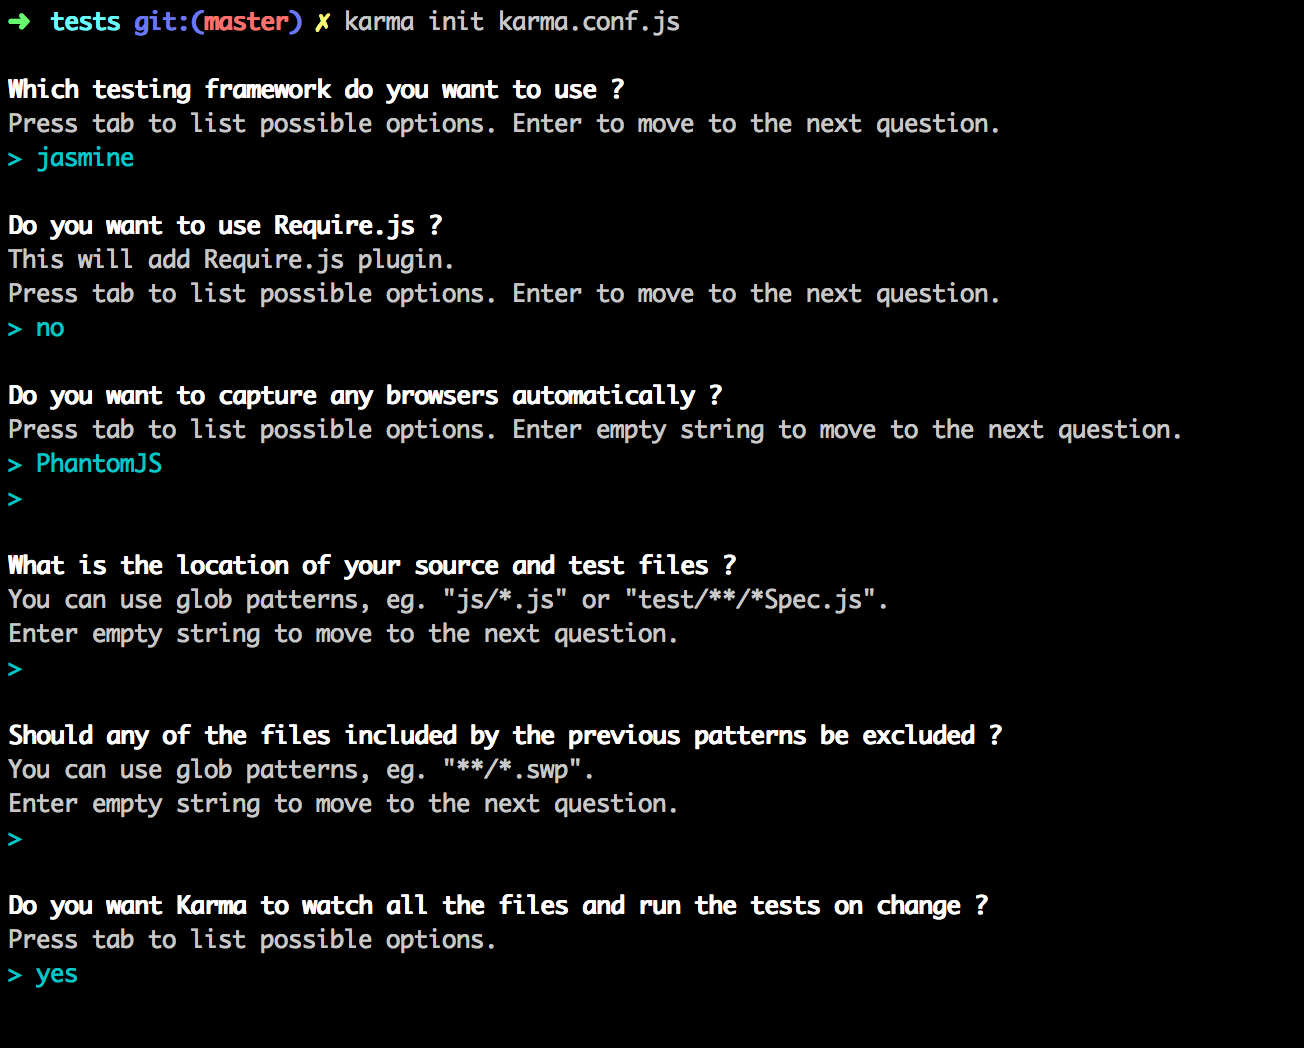 ➜ tests git:(master) ✗ karma init karma.conf.js
Which testing framework do you want to use ?
Press tab to list possible options. Enter to move to the next question.
> jasmine
Do you want to use Require.js ?
This will add Require.js plugin.
Press tab to list possible options. Enter to move to the next question.
> no
Do you want to capture any browsers automatically ?
Press tab to list possible options. Enter empty string to move to the next question.
> PhantomJS
>
What is the location of your source and test files ?
You can use glob patterns, eg. "js/*.js" or "test/**/*Spec.js".
Enter empty string to move to the next question.
>
Should any of the files included by the previous patterns be excluded ?
You can use glob patterns, eg. "**/*.swp".
Enter empty string to move to the next question.
>
Do you want Karma to watch all the files and run the tests on change ?
Press tab to list possible options.
> yes